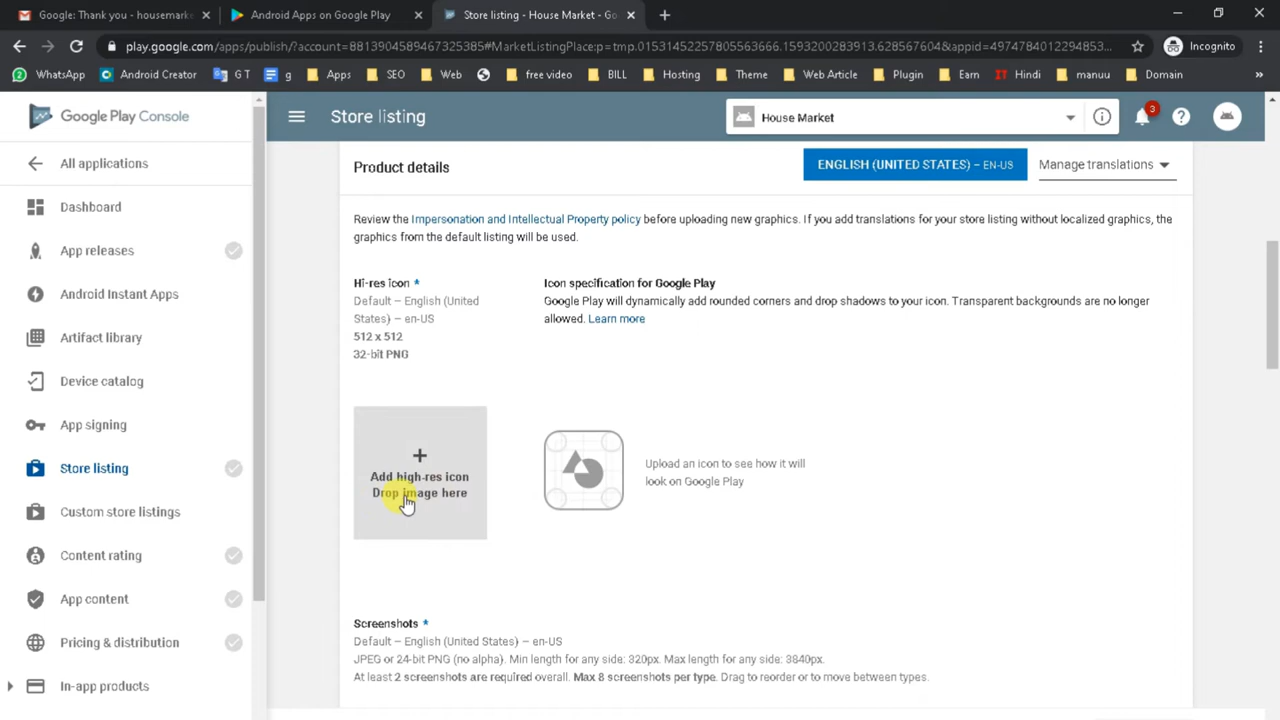 Google: Thank you - housemarke
Android Apps on Google Play
Store listing - House Market - Go
play.google.com/apps/publish/?account=8813904589467325385#MarketListingPlace:p=tmp.01531452257805563666.1593200283913.628567604&appid=4974784012294853...
Incognito
WhatsApp
Android Creator
G T
g
Apps
SEO
Web
free video
BILL
Hosting
Theme
Web Article
Plugin
Earn
Hindi
manuu
Domain
»
Google Play Console
Store listing
House Market
3
All applications
Dashboard
App releases
Android Instant Apps
Artifact library
Device catalog
App signing
Store listing
Custom store listings
Content rating
App content
Pricing & distribution
In-app products
Product details
ENGLISH (UNITED STATES) – EN-US
Manage translations
Review the Impersonation and Intellectual Property policy before uploading new graphics. If you add translations for your store listing without localized graphics, the
graphics from the default listing will be used.
Hi-res icon *
Default – English (United
States) – en-US
512 x 512
32-bit PNG
Icon specification for Google Play
Google Play will dynamically add rounded corners and drop shadows to your icon. Transparent backgrounds are no longer
allowed. Learn more
+
Add high-res icon
Drop image here
Upload an icon to see how it will
look on Google Play
Screenshots *
Default – English (United States) – en-US
JPEG or 24-bit PNG (no alpha). Min length for any side: 320px. Max length for any side: 3840px.
At least 2 screenshots are required overall. Max 8 screenshots per type. Drag to reorder or to move between types.